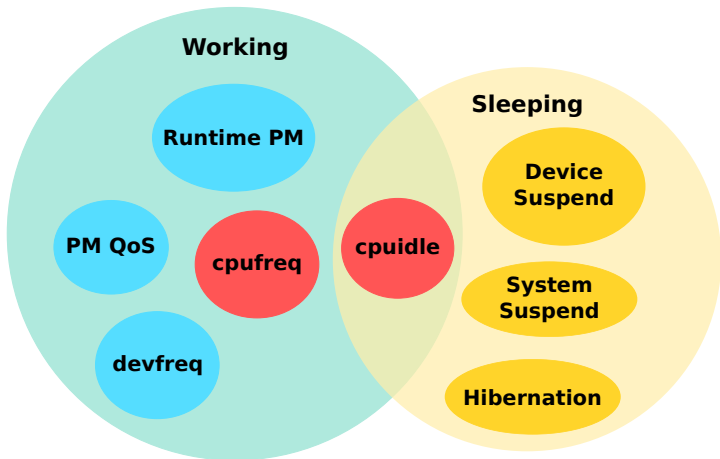 Working
Runtime PM
PM QoS
cpufreq
devfreq
cpuidle
Sleeping
Device
Suspend
System
Suspend
Hibernation